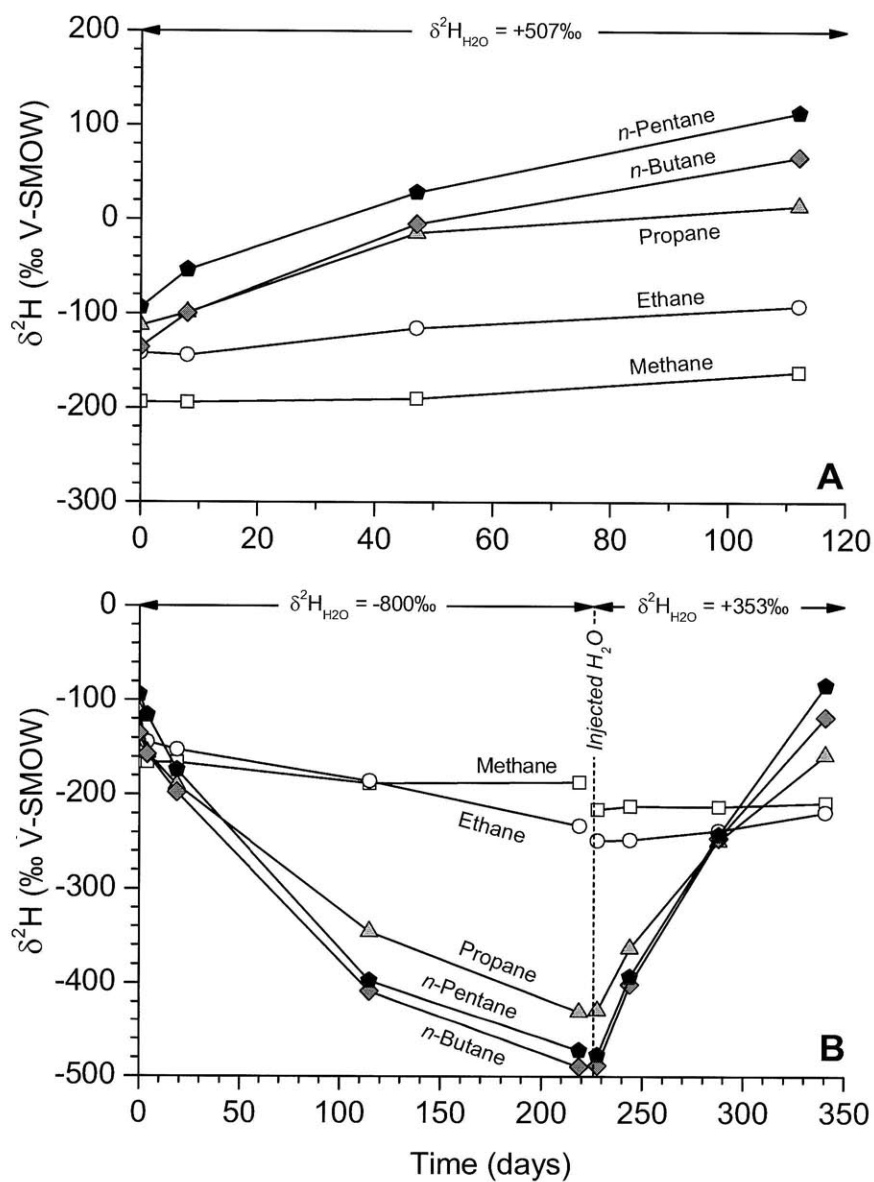 δ²H_H2O = +507‰
200
100
0
-100
-200
-300
δ²H (‰ V-SMOW)
n-Pentane
n-Butane
Propane
Ethane
Methane
A
0 20 40 60 80 100 120
δ²H_H2O = -800‰ δ²H_H2O = +353‰
0
-100
-200
-300
-400
-500
δ²H (‰ V-SMOW)
Injected H₂O
Methane
Ethane
Propane
n-Pentane
n-Butane
B
0 50 100 150 200 250 300 350
Time (days)